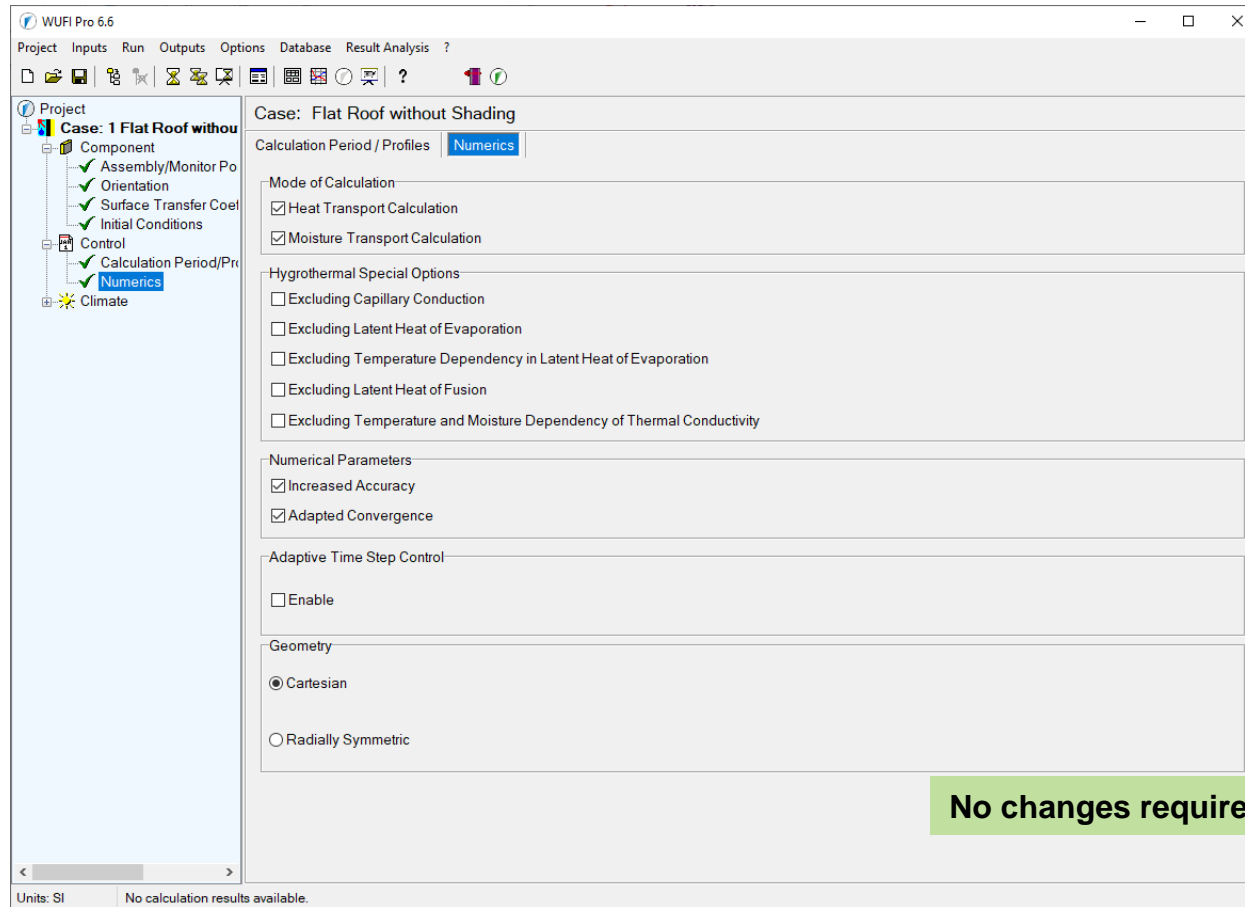 WUFI Pro 6.6
Project Inputs Run Outputs Options Database Result Analysis ?
Project
Case: 1 Flat Roof withou
Component
Assembly/Monitor Po
Orientation
Surface Transfer Coef
Initial Conditions
Control
Calculation Period/Pro
Numerics
Climate
Case: Flat Roof without Shading
Calculation Period / Profiles Numerics
Mode of Calculation
Heat Transport Calculation
Moisture Transport Calculation
Hygrothermal Special Options
Excluding Capillary Conduction
Excluding Latent Heat of Evaporation
Excluding Temperature Dependency in Latent Heat of Evaporation
Excluding Latent Heat of Fusion
Excluding Temperature and Moisture Dependency of Thermal Conductivity
Numerical Parameters
Increased Accuracy
Adapted Convergence
Adaptive Time Step Control
Enable
Geometry
Cartesian
Radially Symmetric
No changes require
Units: SI No calculation results available.